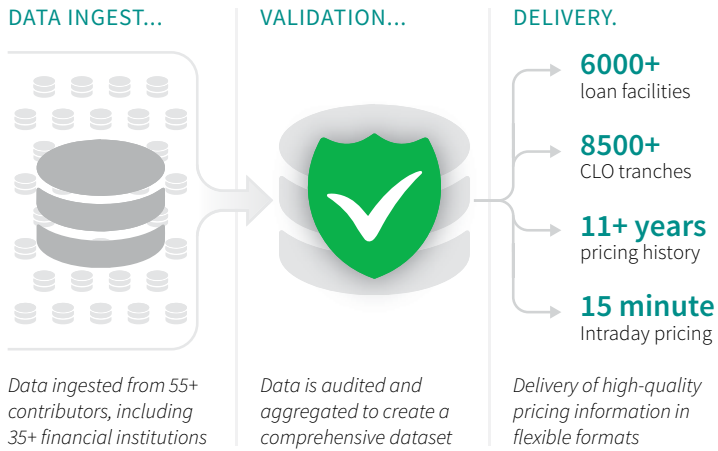 DATA INGEST...
Data ingested from 55+
contributors, including
35+ financial institutions
VALIDATION...
Data is audited and
aggregated to create a
comprehensive dataset
DELIVERY.
6000+
loan facilities
8500+
CLO tranches
11+ years
pricing history
15 minute
Intraday pricing
Delivery of high-quality
pricing information in
flexible formats